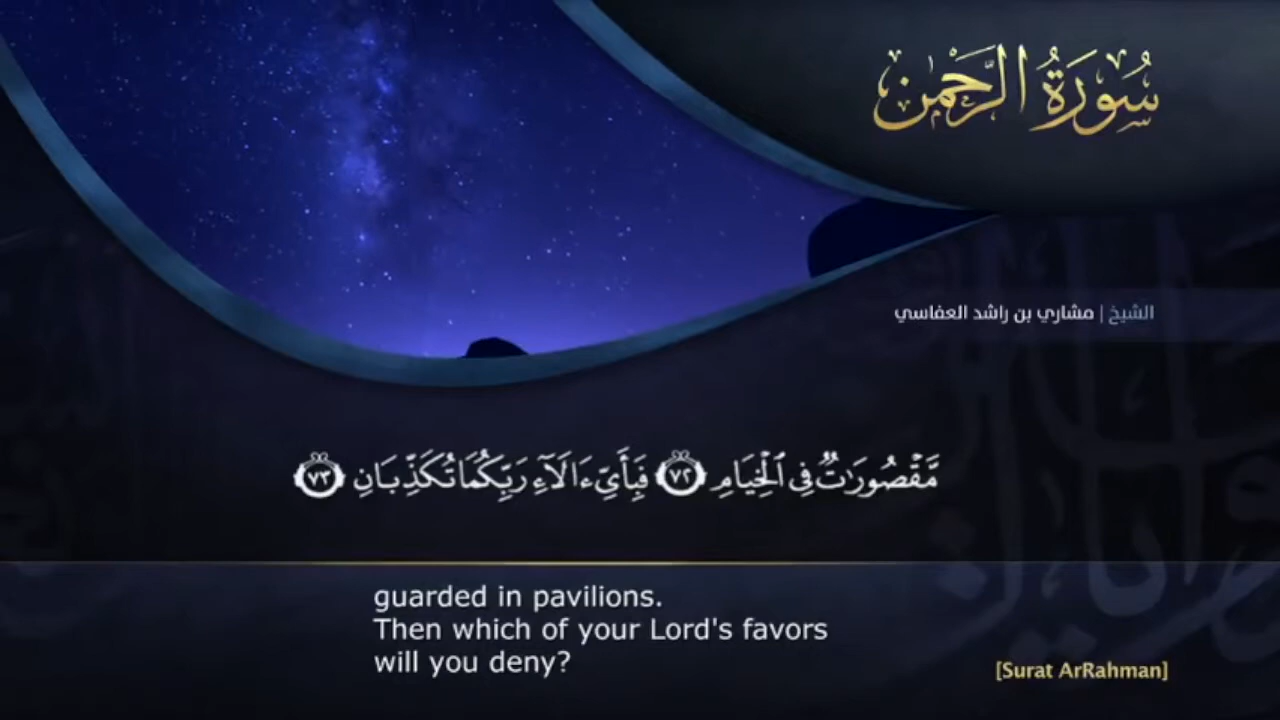 سُورَةُ الرَّحْمٰن
الشيخ | مشاري بن راشد العفاسي
مَّقْصُورَٰتٌ فِى ٱلْخِيَامِ ٧٢ فَبِأَىِّ ءَالَآءِ رَبِّكُمَا تُكَذِّبَانِ ٧٣
guarded in pavilions.
Then which of your Lord's favors
will you deny?
[Surat ArRahman]